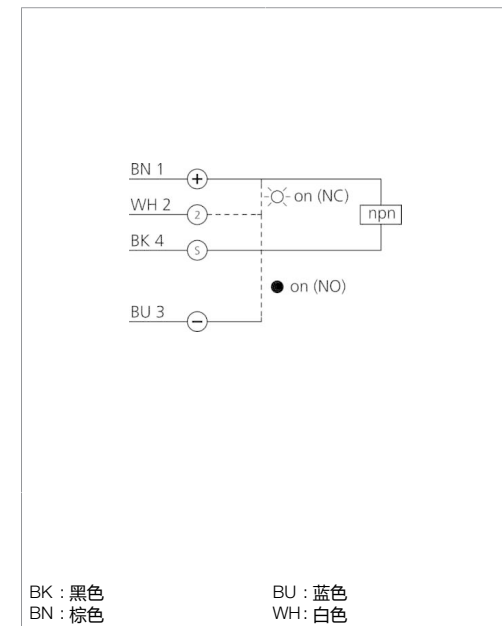 BN 1 +
on (NC)
WH 2 2
npn
BK 4 S
on (NO)
BU 3 −
BK : 黑色 BU : 蓝色
BN : 棕色 WH: 白色